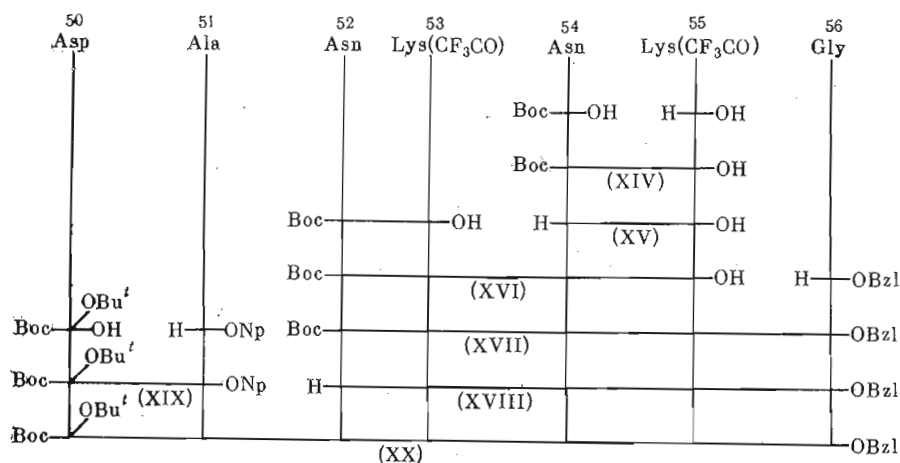 50 51 52 53 54 55 56
Asp Ala Asn Lys(CF₃CO) Asn Lys(CF₃CO) Gly
Boc OH H OH
Boc OH
(XIV)
Boc OH H OH
(XV)
Boc OH H OBzl
(XVI)
OBuᵗ
Boc OH H ONp Boc OBzl
(XVII)
OBuᵗ
Boc ONp H OBzl
(XIX) (XVIII)
OBuᵗ
Boc OBzl
(XX)